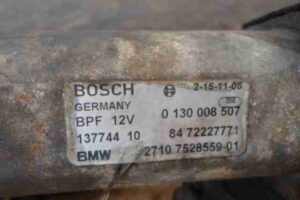 BOSCH 2-15-11-06
GERMANY 058
BPF 12V 0 130 008 507
137744 10 84 72227771
BMW 2710 7528559-01